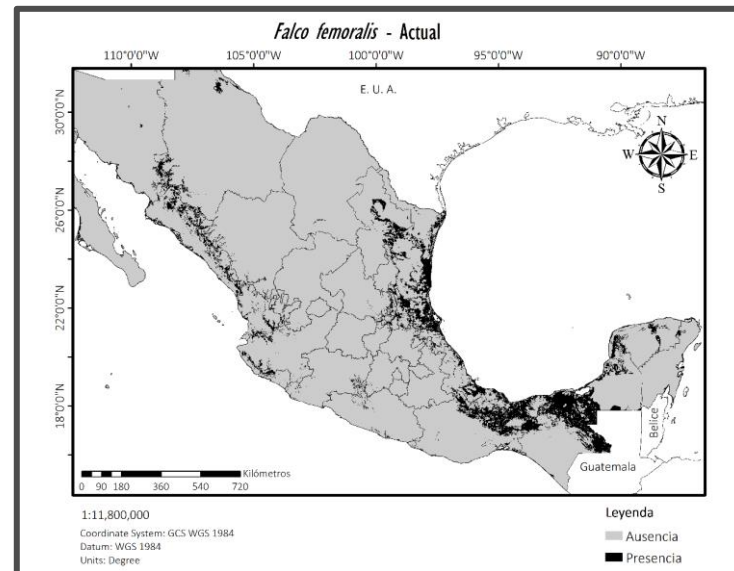 Falco femoralis - Actual
110°0'0"W 105°0'0"W 100°0'0"W 95°0'0"W 90°0'0"W
E. U. A.
30°0'0"N
N
W E
S
26°0'0"N
22°0'0"N
18°0'0"N
Belice
Guatemala
Kilómetros
0 90 180 360 540 720
1:11,800,000
Coordinate System: GCS WGS 1984
Datum: WGS 1984
Units: Degree
Leyenda
Ausencia
Presencia